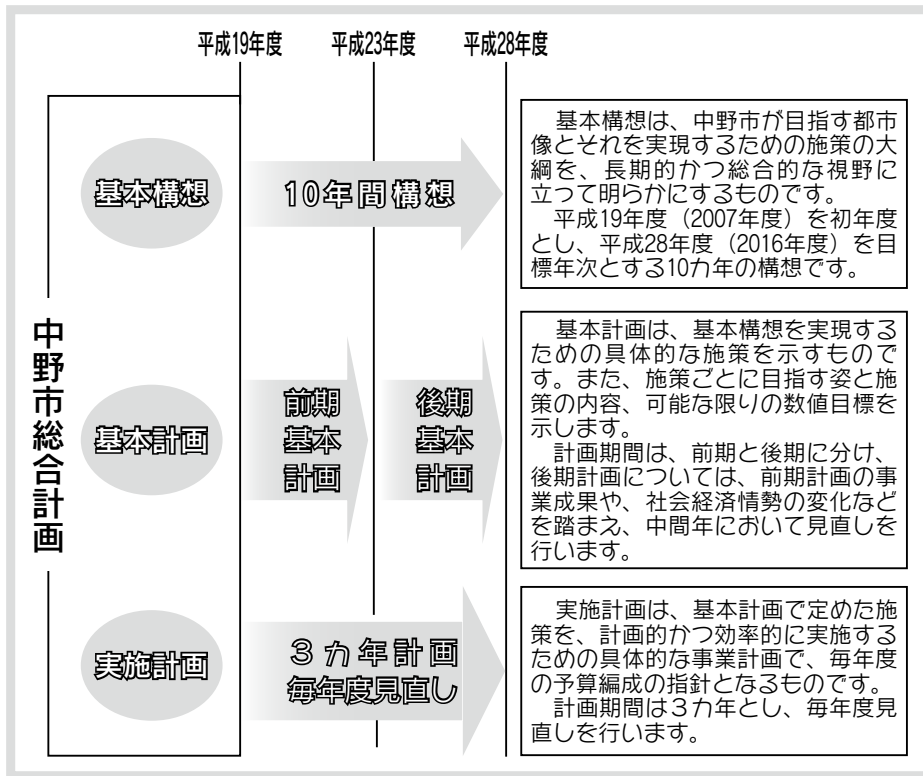 平成19年度 平成23年度 平成28年度
中野市総合計画
基本構想
10年間構想
基本構想は、中野市が目指す都市
像とそれを実現するための施策の大
綱を、長期的かつ総合的な視野に
立って明らかにするものです。
平成19年度（2007年度）を初年度
とし、平成28年度（2016年度）を目
標年次とする10カ年の構想です。
基本計画
前期
基本
計画
後期
基本
計画
基本計画は、基本構想を実現する
ための具体的な施策を示すもので
す。また、施策ごとに目指す姿と施
策の内容、可能な限りの数値目標を
示します。
計画期間は、前期と後期に分け、
後期計画については、前期計画の事
業成果や、社会経済情勢の変化など
を踏まえ、中間年において見直しを
行います。
実施計画
３カ年計画
毎年度見直し
実施計画は、基本計画で定めた施
策を、計画的かつ効率的に実施する
ための具体的な事業計画で、毎年度
の予算編成の指針となるものです。
計画期間は３カ年とし、毎年度見
直しを行います。